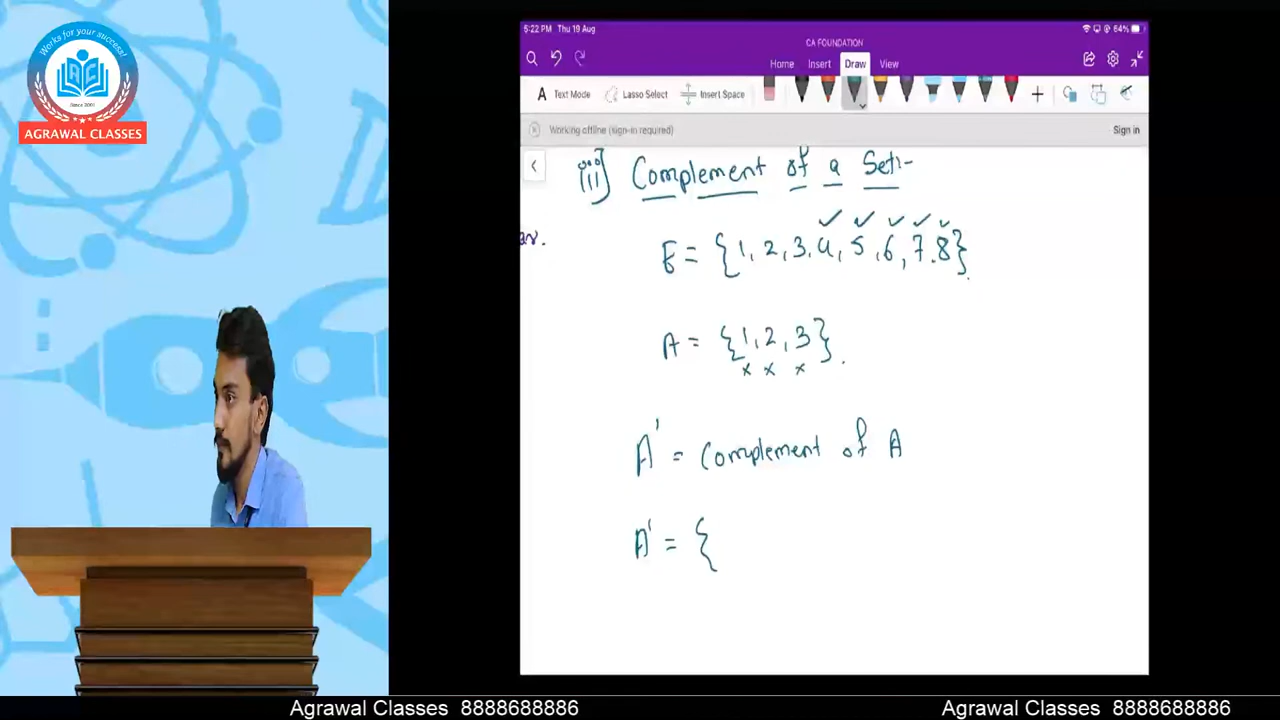 Works for your success!
AEC
Since 2001
AGRAWAL CLASSES
5:22 PM Thu 19 Aug
64%
CA FOUNDATION
Home Insert Draw View
A Text Mode Lasso Select Insert Space
Working offline (sign-in required) Sign in
iii] Complement of a Set:-
E = {1, 2, 3, 4, 5, 6, 7, 8}.
A = {1, 2, 3}.
x x x
A' = Complement of A
A' = {
Agrawal Classes 8888688886 Agrawal Classes 8888688886